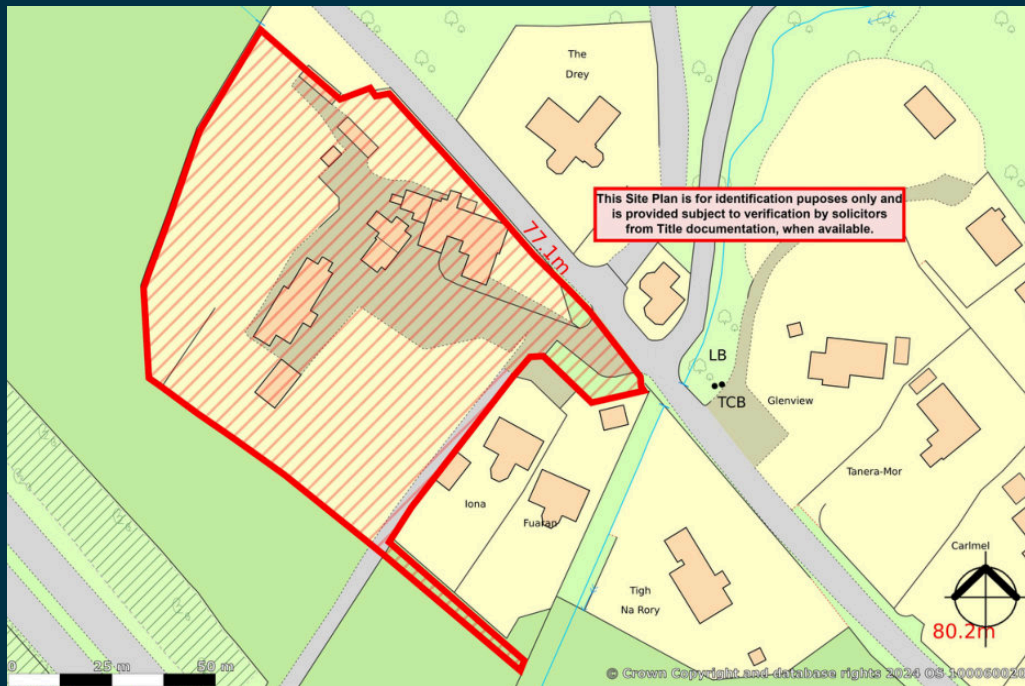 The
Drey
This Site Plan is for identification puposes only and
is provided subject to verification by solicitors
from Title documentation, when available.
77.1m
LB
TCB
Glenview
Tanera-Mor
Iona
Fuaran
Carlmel
Tigh
Na Rory
80.2m
0 25 m 50 m
© Crown Copyright and database rights 2024 OS 100060020